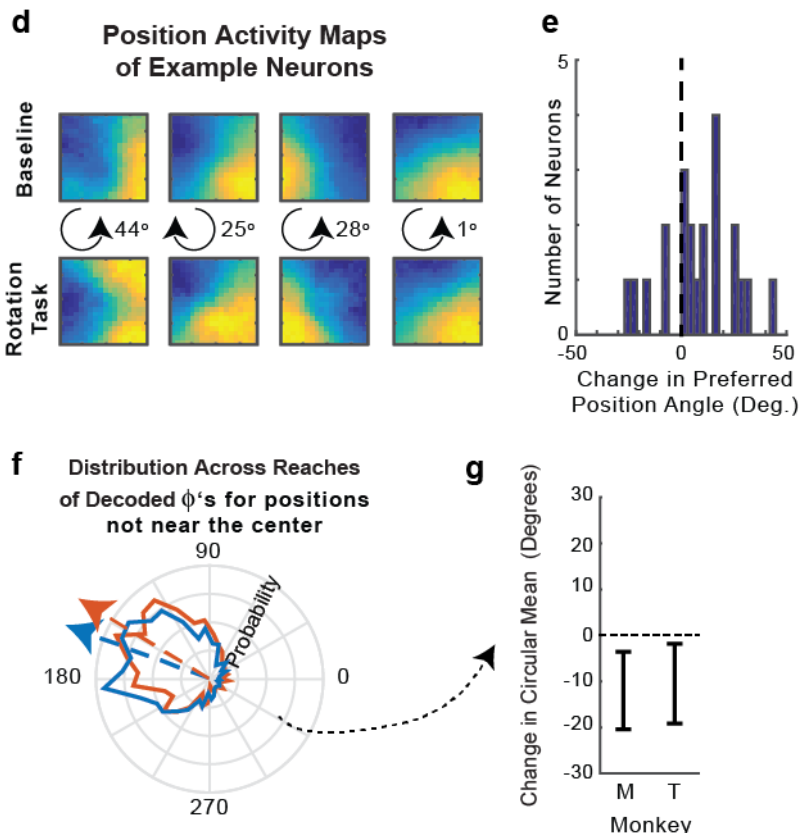 d
Position Activity Maps
of Example Neurons
Baseline
44° 25° 28° 1°
Rotation
Task
e
Number of Neurons
5
0
-50 0 50
Change in Preferred
Position Angle (Deg.)
f
Distribution Across Reaches
of Decoded ϕ‘s for positions
not near the center
90
Probability
180 0
270
g
Change in Circular Mean (Degrees)
30
20
10
0
-10
-20
-30
M T
Monkey